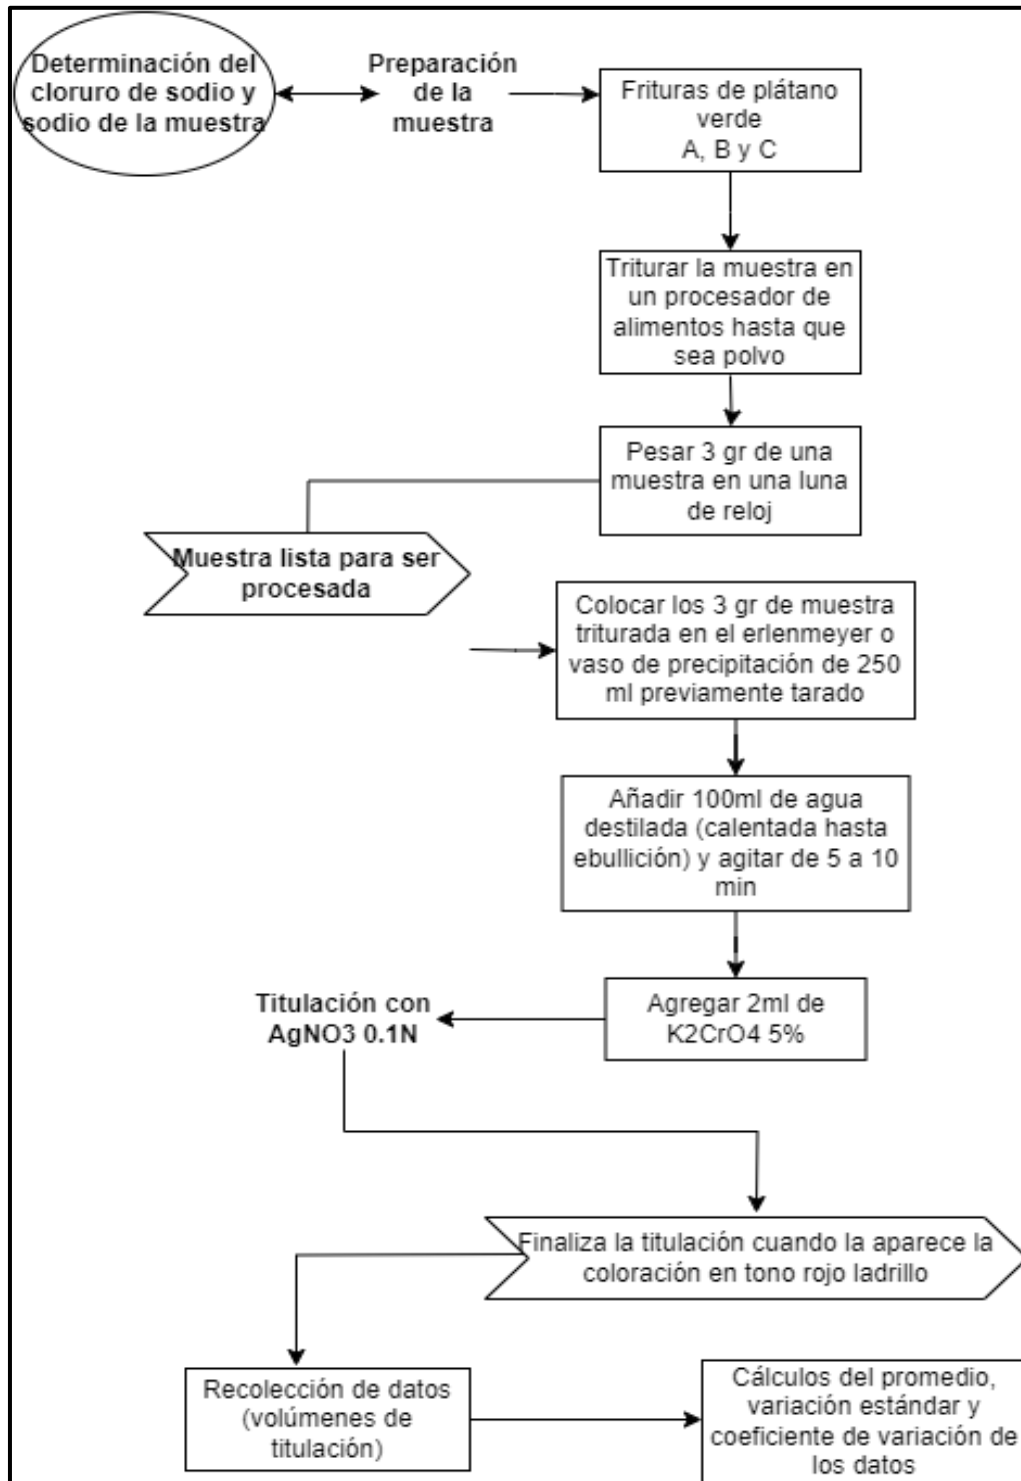 Determinación del
cloruro de sodio y
sodio de la muestra
Preparación
de la
muestra
Frituras de plátano
verde
A, B y C
Triturar la muestra en
un procesador de
alimentos hasta que
sea polvo
Pesar 3 gr de una
muestra en una luna
de reloj
Muestra lista para ser
procesada
Colocar los 3 gr de muestra
triturada en el erlenmeyer o
vaso de precipitación de 250
ml previamente tarado
Añadir 100ml de agua
destilada (calentada hasta
ebullición) y agitar de 5 a 10
min
Agregar 2ml de
K2CrO4 5%
Titulación con
AgNO3 0.1N
Finaliza la titulación cuando la aparece la
coloración en tono rojo ladrillo
Recolección de datos
(volúmenes de
titulación)
Cálculos del promedio,
variación estándar y
coeficiente de variación de
los datos